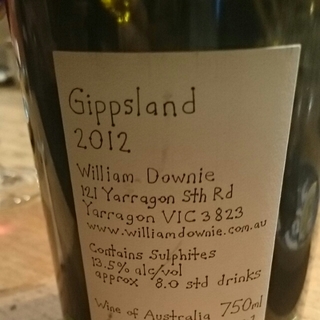 Gippsland
2012
William Downie
121 Yarragon Sth Rd
Yarragon VIC 3823
www.williamdownie.com.au
Contains Sulphites
13.5% alc/vol
approx 8.0 std drinks
Wine of Australia 750ml